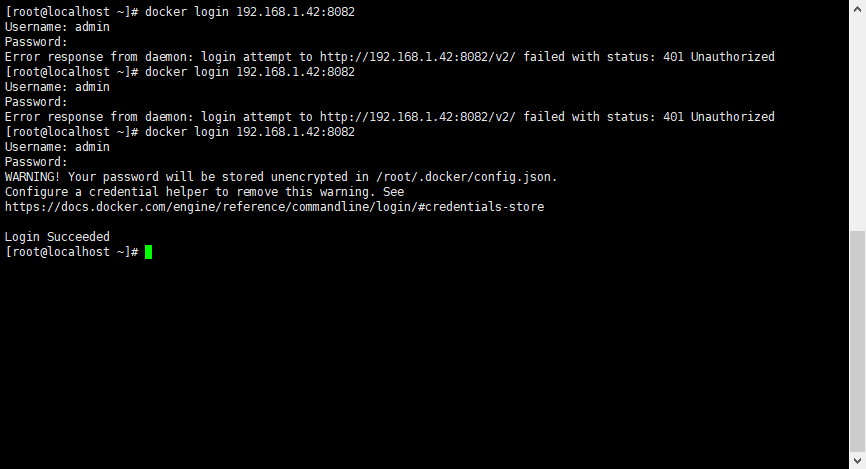 [root@localhost ~]# docker login 192.168.1.42:8082
Username: admin
Password:
Error response from daemon: login attempt to http://192.168.1.42:8082/v2/ failed with status: 401 Unauthorized
[root@localhost ~]# docker login 192.168.1.42:8082
Username: admin
Password:
Error response from daemon: login attempt to http://192.168.1.42:8082/v2/ failed with status: 401 Unauthorized
[root@localhost ~]# docker login 192.168.1.42:8082
Username: admin
Password:
WARNING! Your password will be stored unencrypted in /root/.docker/config.json.
Configure a credential helper to remove this warning. See
https://docs.docker.com/engine/reference/commandline/login/#credentials-store

Login Succeeded
[root@localhost ~]#